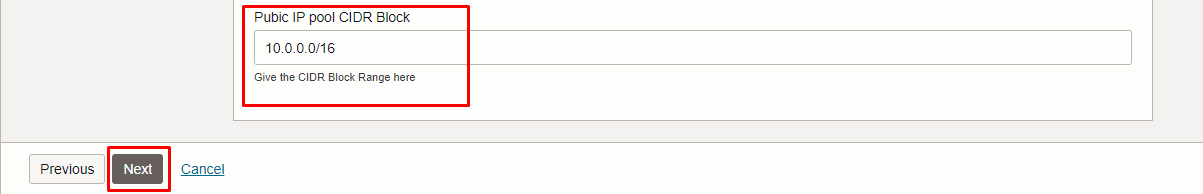 Pubic IP pool CIDR Block
10.0.0.0/16
Give the CIDR Block Range here
Previous Next Cancel